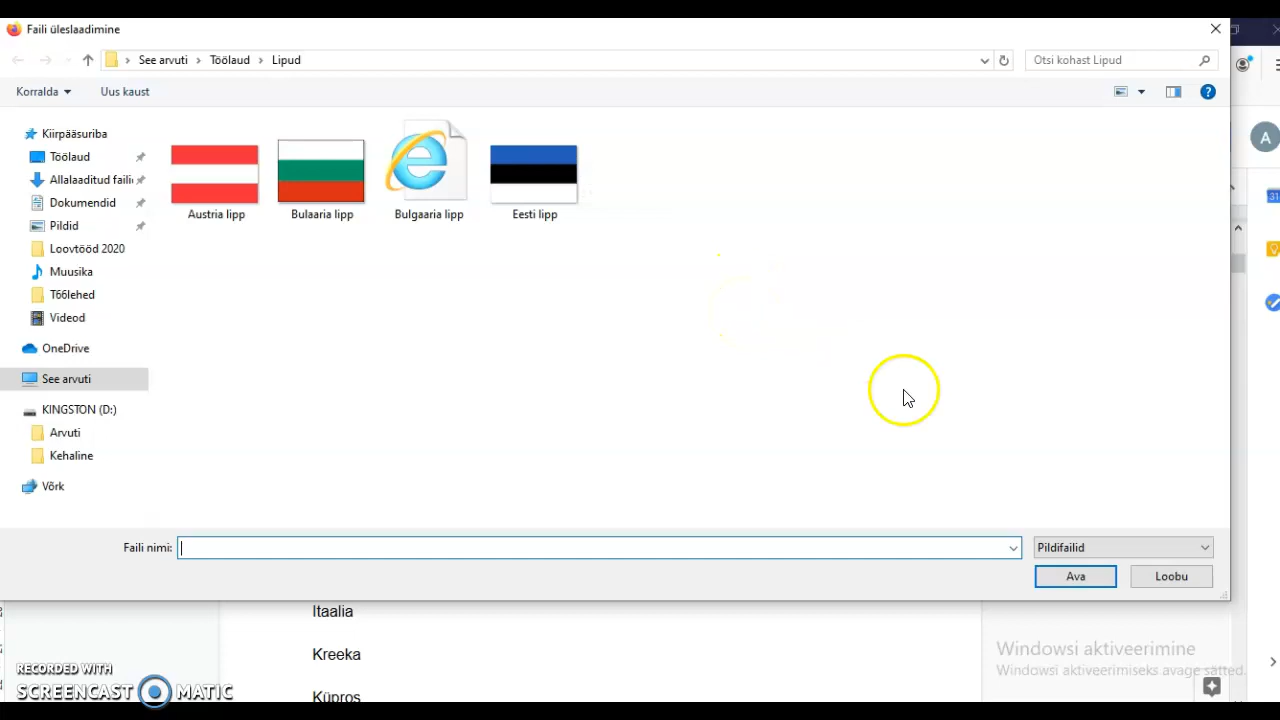 Faili üleslaadimine
See arvuti > Töölaud > Lipud
Otsi kohast Lipud
Korralda
Uus kaust
Kiirpääsuriba
Töölaud
Allalaaditud faili
Dokumendid
Pildid
Loovtööd 2020
Muusika
Töölehed
Videod
OneDrive
See arvuti
KINGSTON (D:)
Arvuti
Kehaline
Võrk
Austria lipp
Bulaaria lipp
Bulgaaria lipp
Eesti lipp
Faili nimi:
Pildifailid
Ava
Loobu
A
31
Itaalia
Kreeka
Küpros
Windowsi aktiveerimine
Windowsi aktiveerimiseks avage sätted.
RECORDED WITH
SCREENCAST MATIC